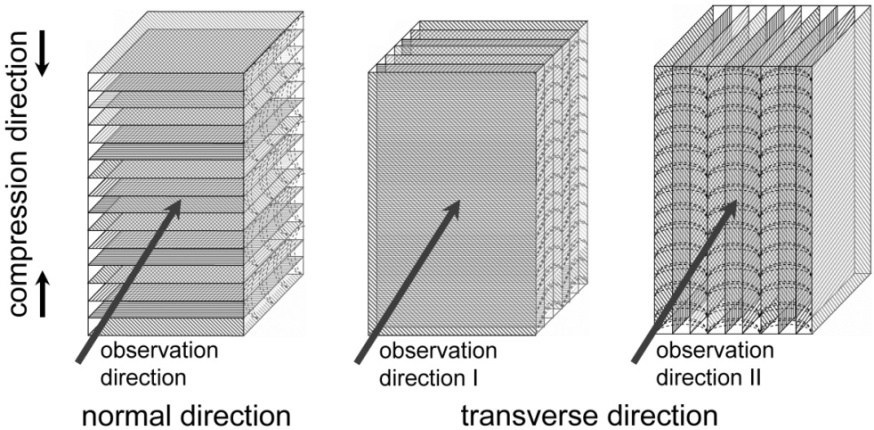 compression direction
observation
direction
observation
direction I
observation
direction II
normal direction
transverse direction